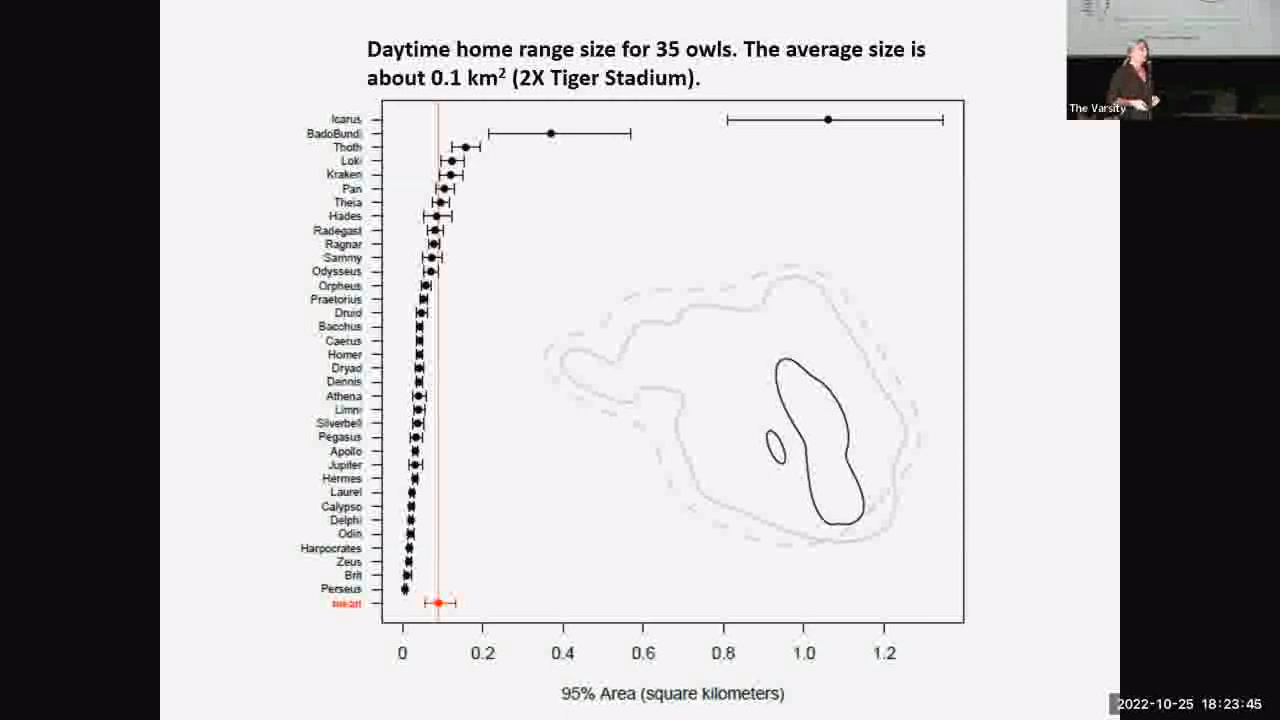 Daytime home range size for 35 owls. The average size is
about 0.1 km² (2X Tiger Stadium).
The Varsity
Icarus
BadoBundi
Thoth
Loki
Kraken
Pan
Theia
Hades
Radegast
Ragnar
Sammy
Odysseus
Orpheus
Praetorius
Druid
Bacchus
Caerus
Homer
Dryad
Dennis
Athena
Limni
Silverbell
Pegasus
Apollo
Jupiter
Hermes
Laurel
Calypso
Delphi
Odin
Harpocrates
Zeus
Brit
Perseus
mean
0 0.2 0.4 0.6 0.8 1.0 1.2
95% Area (square kilometers)
2022-10-25 18:23:45